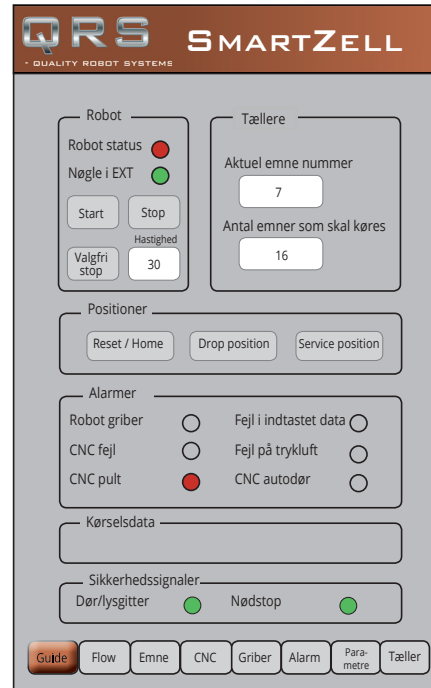 QRS
- QUALITY ROBOT SYSTEMS
SMARTZELL
Robot
Robot status
Nøgle i EXT
Start
Stop
Hastighed
Valgfri
stop
30
Tællere
Aktuel emne nummer
7
Antal emner som skal køres
16
Positioner
Reset / Home
Drop position
Service position
Alarmer
Robot griber
Fejl i indtastet data
CNC fejl
Fejl på trykluft
CNC pult
CNC autodør
Kørselsdata
Sikkerhedssignaler
Dør/lysgitter
Nødstop
Guide
Flow
Emne
CNC
Griber
Alarm
Para-
metre
Tæller